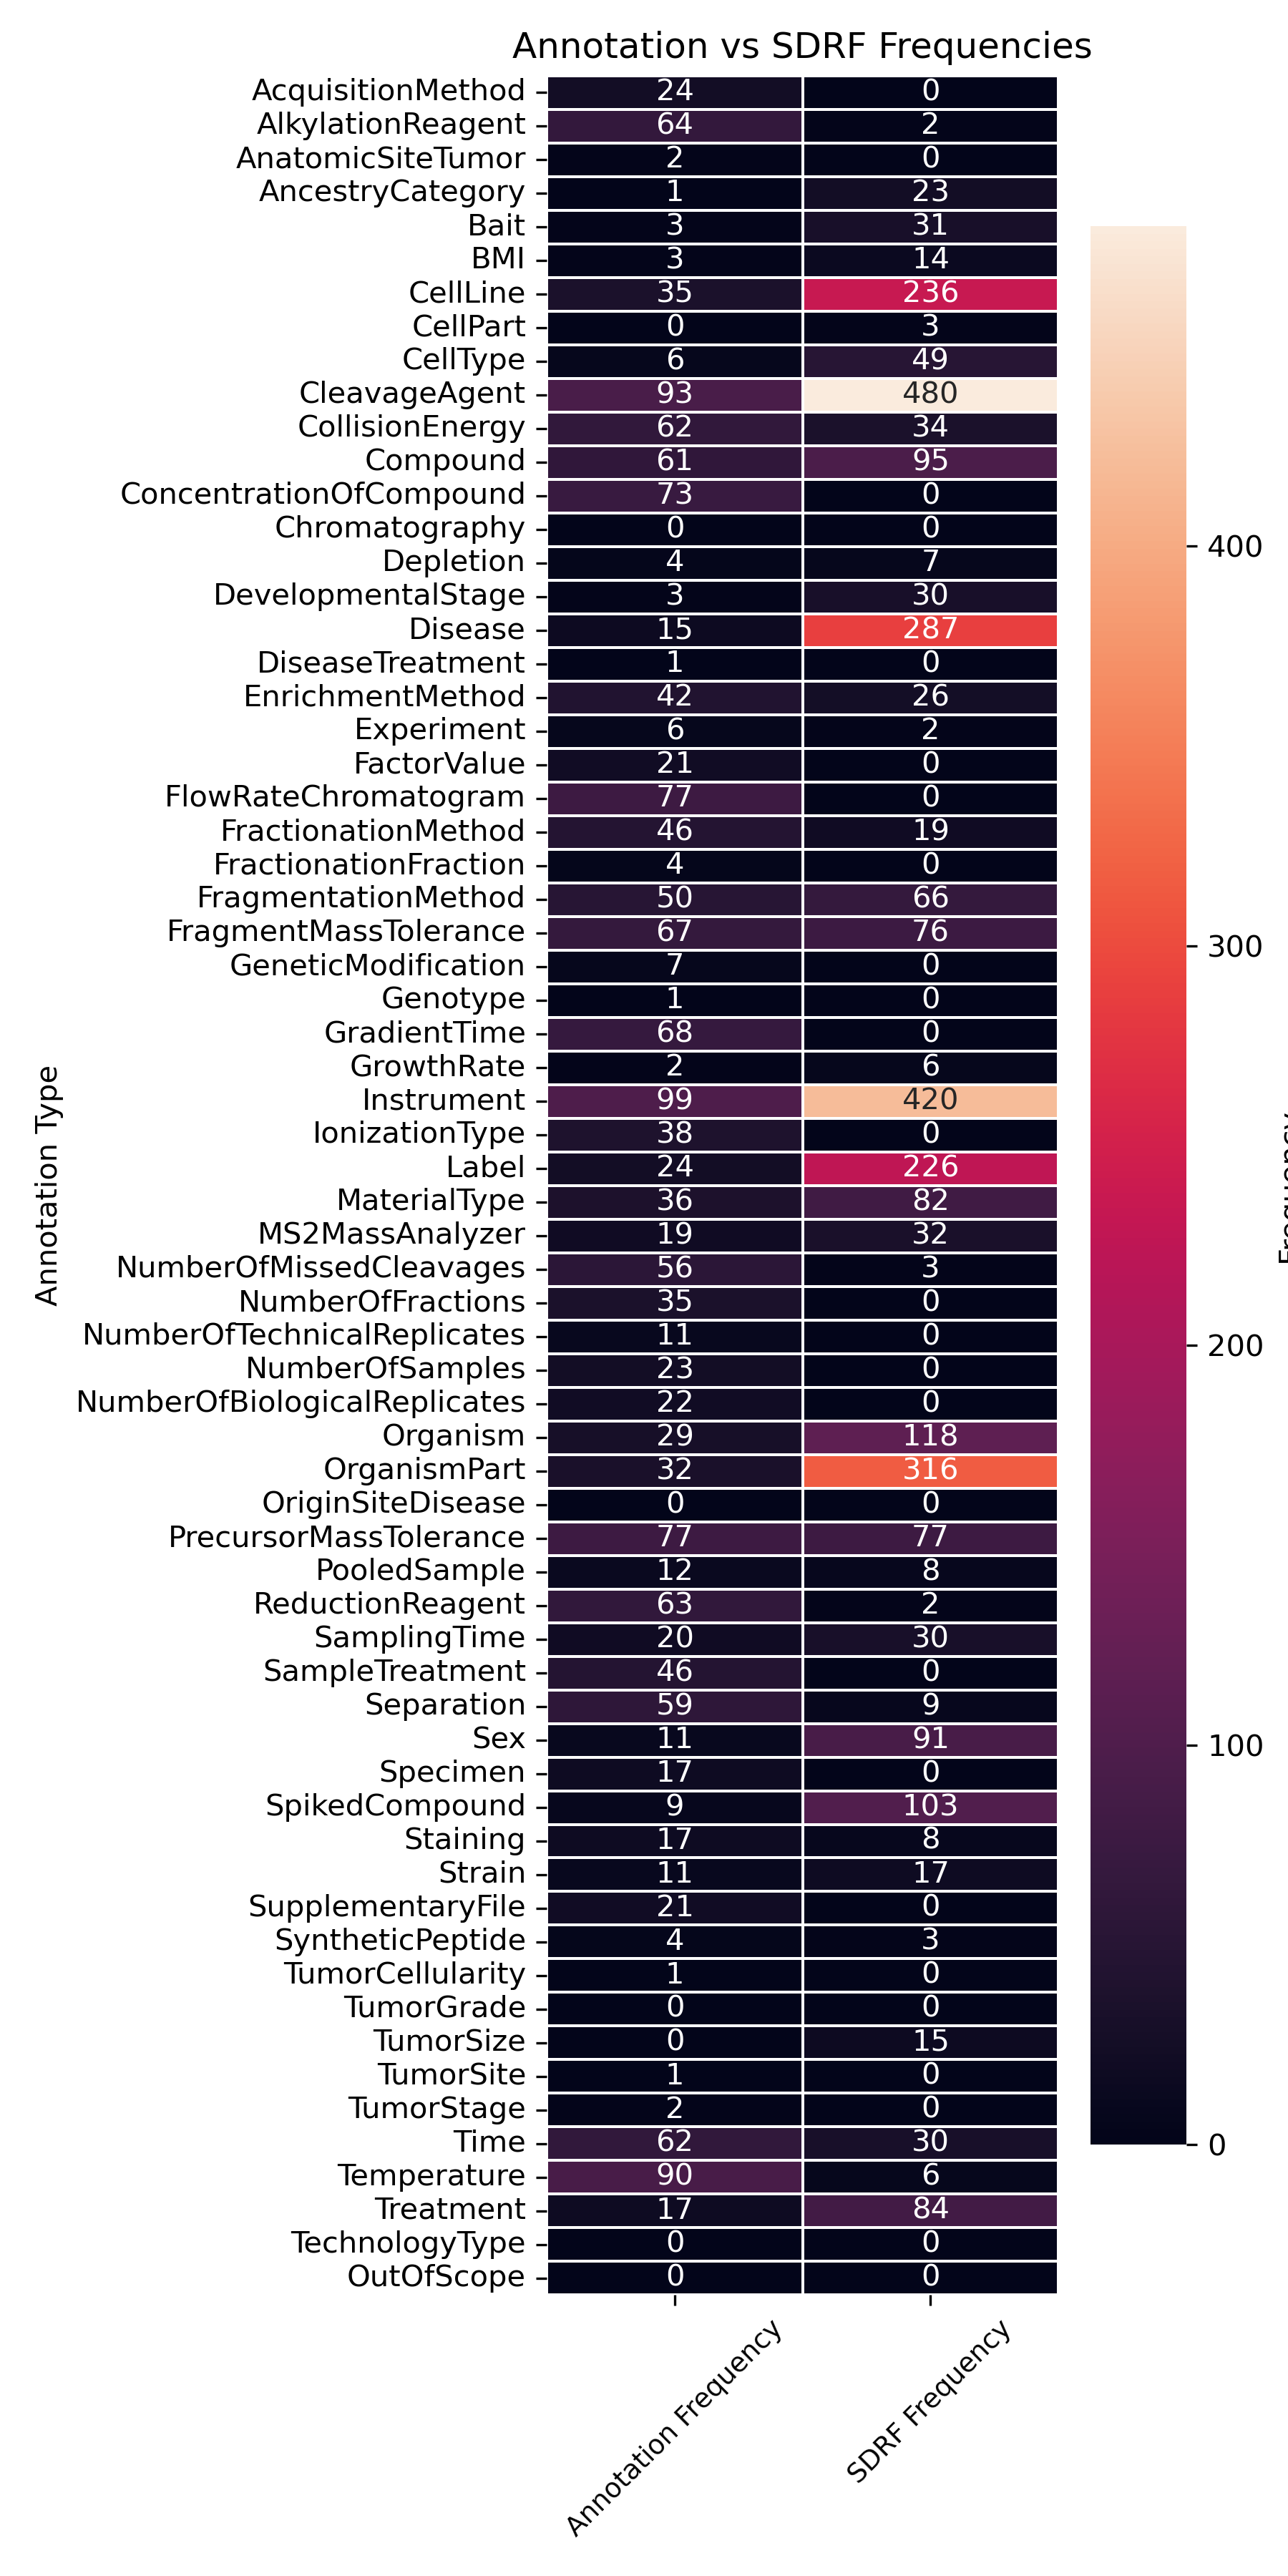 Annotation vs SDRF Frequencies
AcquisitionMethod 24 0
AlkylationReagent 64 2
AnatomicSiteTumor 2 0
AncestryCategory 1 23
Bait 3 31
BMI 3 14
CellLine 35 236
CellPart 0 3
CellType 6 49
CleavageAgent 93 480
CollisionEnergy 62 34
Compound 61 95
ConcentrationOfCompound 73 0
Chromatography 0 0
Depletion 4 7
DevelopmentalStage 3 30
Disease 15 287
DiseaseTreatment 1 0
EnrichmentMethod 42 26
Experiment 6 2
FactorValue 21 0
FlowRateChromatogram 77 0
FractionationMethod 46 19
FractionationFraction 4 0
FragmentationMethod 50 66
FragmentMassTolerance 67 76
GeneticModification 7 0
Genotype 1 0
GradientTime 68 0
GrowthRate 2 6
Instrument 99 420
IonizationType 38 0
Label 24 226
MaterialType 36 82
MS2MassAnalyzer 19 32
NumberOfMissedCleavages 56 3
NumberOfFractions 35 0
NumberOfTechnicalReplicates 11 0
NumberOfSamples 23 0
NumberOfBiologicalReplicates 22 0
Organism 29 118
OrganismPart 32 316
OriginSiteDisease 0 0
PrecursorMassTolerance 77 77
PooledSample 12 8
ReductionReagent 63 2
SamplingTime 20 30
SampleTreatment 46 0
Separation 59 9
Sex 11 91
Specimen 17 0
SpikedCompound 9 103
Staining 17 8
Strain 11 17
SupplementaryFile 21 0
SyntheticPeptide 4 3
TumorCellularity 1 0
TumorGrade 0 0
TumorSize 0 15
TumorSite 1 0
TumorStage 2 0
Time 62 30
Temperature 90 6
Treatment 17 84
TechnologyType 0 0
OutOfScope 0 0
Annotation Type
Annotation Frequency
SDRF Frequency
400
300
200
100
0